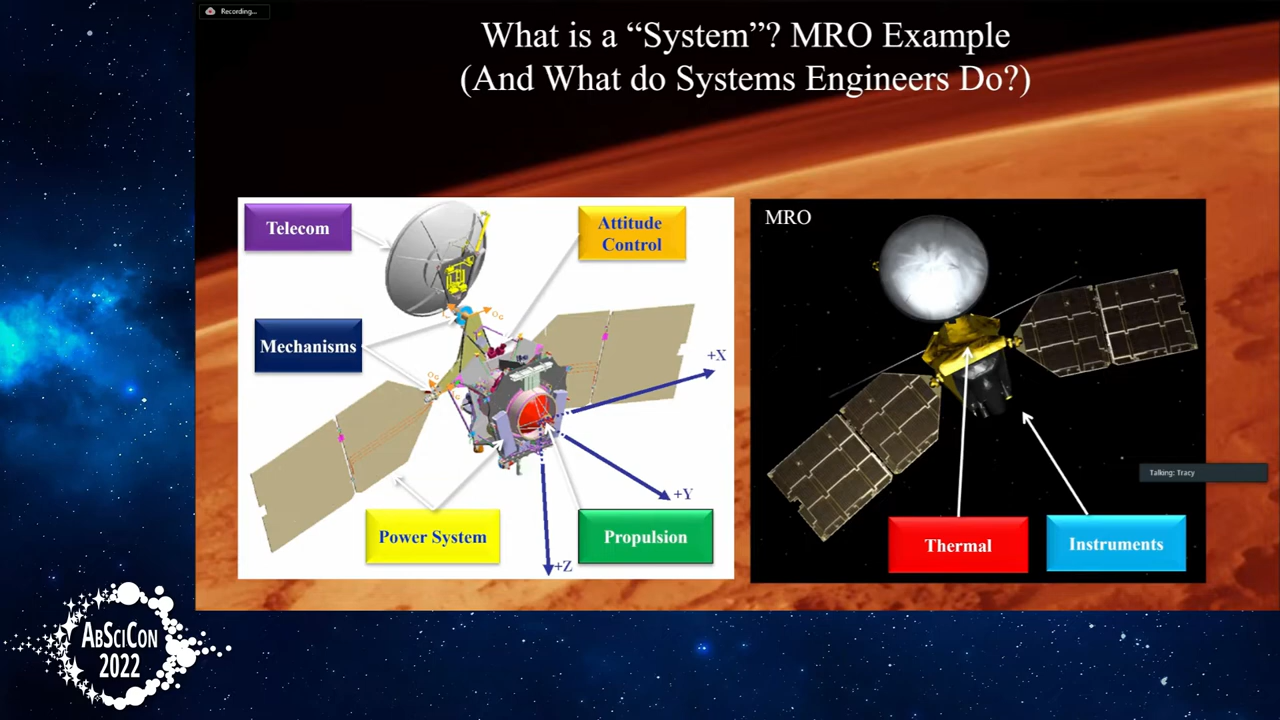 Recording...
What is a “System”? MRO Example
(And What do Systems Engineers Do?)
Telecom
Attitude
Control
Mechanisms
+X
+Y
+Z
Power System
Propulsion
MRO
Thermal
Instruments
Talking: Tracy
ABSCICON
2022